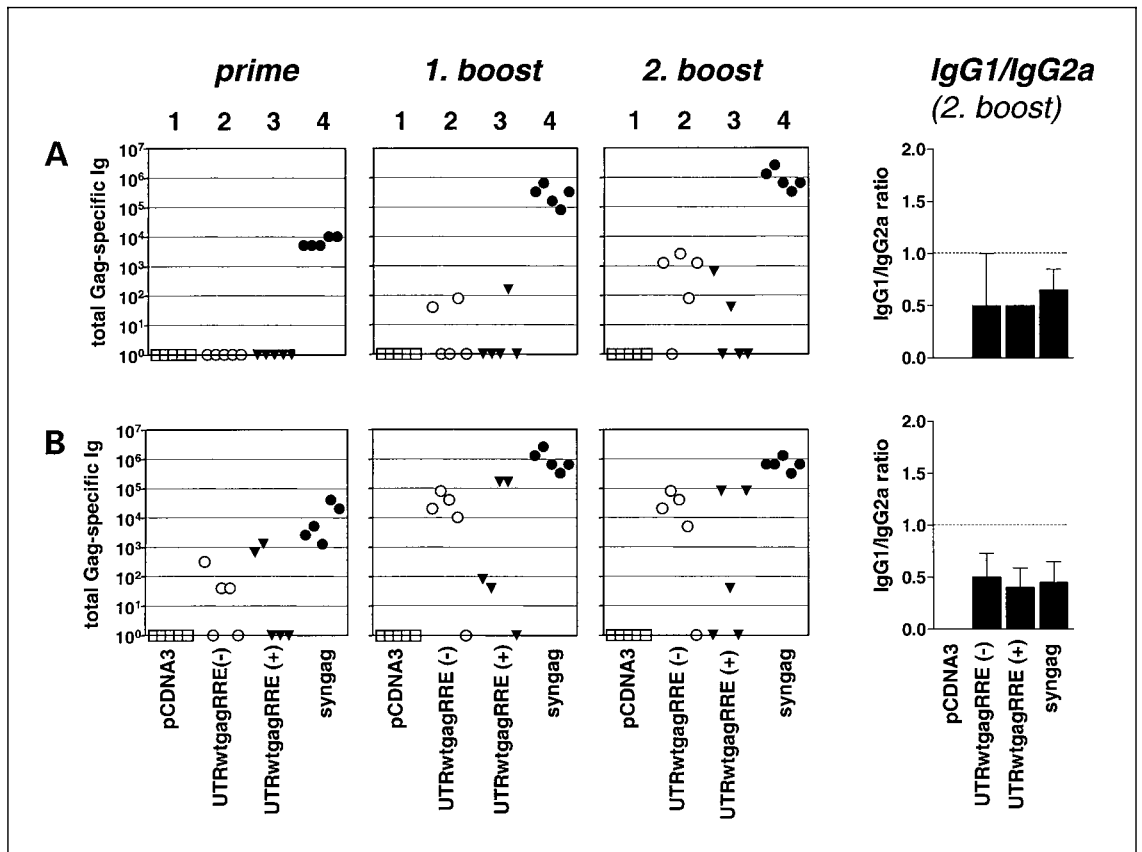 prime 1. boost 2. boost IgG1/IgG2a
(2. boost)
1 2 3 4 1 2 3 4 1 2 3 4
A
total Gag-specific Ig
10⁷
10⁶
10⁵
10⁴
10³
10²
10¹
10⁰
IgG1/IgG2a ratio
2.0
1.5
1.0
0.5
0.0
B
total Gag-specific Ig
10⁷
10⁶
10⁵
10⁴
10³
10²
10¹
10⁰
IgG1/IgG2a ratio
2.0
1.5
1.0
0.5
0.0
pCDNA3
UTRwtgagRRE(-)
UTRwtgagRRE (+)
syngag
pCDNA3
UTRwtgagRRE (-)
UTRwtgagRRE (+)
syngag
pCDNA3
UTRwtgagRRE (-)
UTRwtgagRRE (+)
syngag
pCDNA3
UTRwtgagRRE (-)
UTRwtgagRRE (+)
syngag